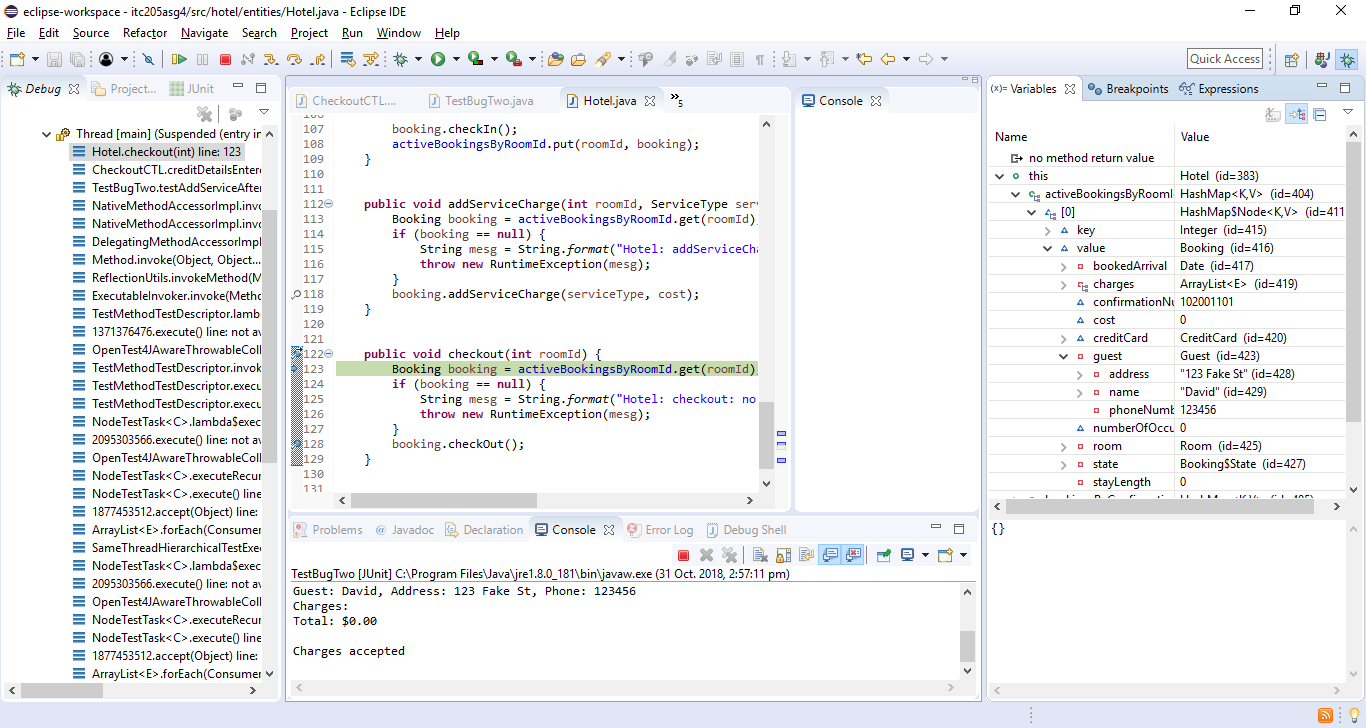 eclipse-workspace - itc205asg4/src/hotel/entities/Hotel.java - Eclipse IDE
File Edit Source Refactor Navigate Search Project Run Window Help
Quick Access
Debug Project... JUnit
Thread [main] (Suspended (entry in
Hotel.checkout(int) line: 123
CheckoutCTL.creditDetailsEntere
TestBugTwo.testAddServiceAfter
NativeMethodAccessorImpl.invo
NativeMethodAccessorImpl.invo
DelegatingMethodAccessorImpl
Method.invoke(Object, Object...
ReflectionUtils.invokeMethod(M
ExecutableInvoker.invoke(Metho
TestMethodTestDescriptor.lamb
1371376476.execute() line: not av
OpenTest4JAwareThrowableColl
TestMethodTestDescriptor.invok
TestMethodTestDescriptor.execu
TestMethodTestDescriptor.execu
NodeTestTask<C>.lambda$exec
2095303566.execute() line: not av
OpenTest4JAwareThrowableColl
NodeTestTask<C>.executeRecur
NodeTestTask<C>.execute() line
1877453512.accept(Object) line:
ArrayList<E>.forEach(Consumer
SameThreadHierarchicalTestExec
NodeTestTask<C>.lambda$exec
2095303566.execute() line: not av
OpenTest4JAwareThrowableColl
NodeTestTask<C>.executeRecur
NodeTestTask<C>.execute() line
1877453512.accept(Object) line:
ArrayList<E>.forEach(Consumer
CheckoutCTL.... TestBugTwo.java Hotel.java »5
107 booking.checkIn();
108 activeBookingsByRoomId.put(roomId, booking);
109 }
110
111
112 public void addServiceCharge(int roomId, ServiceType serv
113 Booking booking = activeBookingsByRoomId.get(roomId)
114 if (booking == null) {
115 String mesg = String.format("Hotel: addServiceCha
116 throw new RuntimeException(mesg);
117 }
118 booking.addServiceCharge(serviceType, cost);
119 }
120
121
122 public void checkout(int roomId) {
123 Booking booking = activeBookingsByRoomId.get(roomId)
124 if (booking == null) {
125 String mesg = String.format("Hotel: checkout: no
126 throw new RuntimeException(mesg);
127 }
128 booking.checkOut();
129 }
130
131
Console
Problems Javadoc Declaration Console Error Log Debug Shell
TestBugTwo [JUnit] C:\Program Files\Java\jre1.8.0_181\bin\javaw.exe (31 Oct. 2018, 2:57:11 pm)
Guest: David, Address: 123 Fake St, Phone: 123456
Charges:
Total: $0.00
Charges accepted
(x)= Variables Breakpoints Expressions
Name Value
no method return value
this Hotel (id=383)
activeBookingsByRoomI HashMap<K,V> (id=404)
[0] HashMap$Node<K,V> (id=411
key Integer (id=415)
value Booking (id=416)
bookedArrival Date (id=417)
charges ArrayList<E> (id=419)
confirmationNu 102001101
cost 0
creditCard CreditCard (id=420)
guest Guest (id=423)
address "123 Fake St" (id=428)
name "David" (id=429)
phoneNumb 123456
numberOfOccu 0
room Room (id=425)
state Booking$State (id=427)
stayLength 0
{}